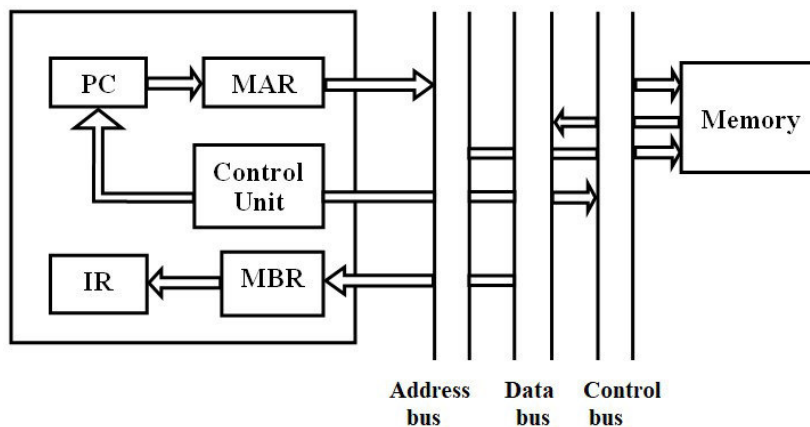 PC
MAR
Memory
Control
Unit
IR
MBR
Address
bus
Data
bus
Control
bus